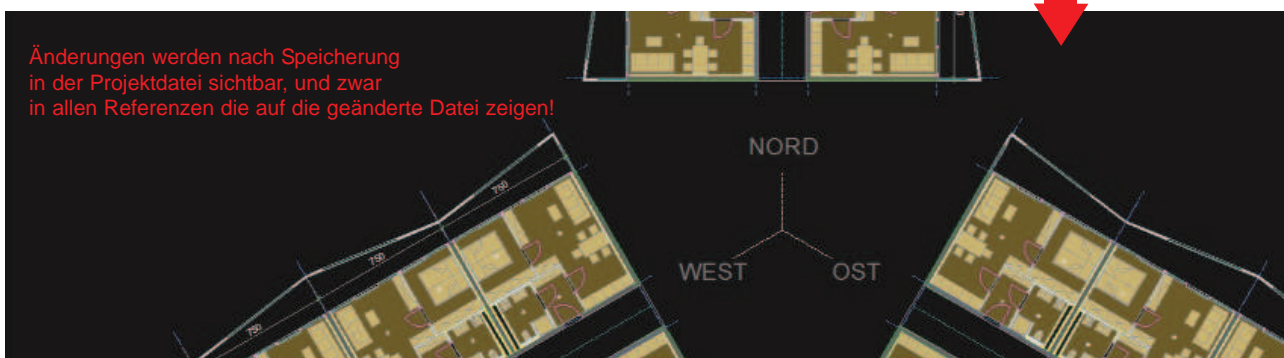 Änderungen werden nach Speicherung
in der Projektdatei sichtbar, und zwar
in allen Referenzen die auf die geänderte Datei zeigen!
NORD
750
WEST
OST
750
750